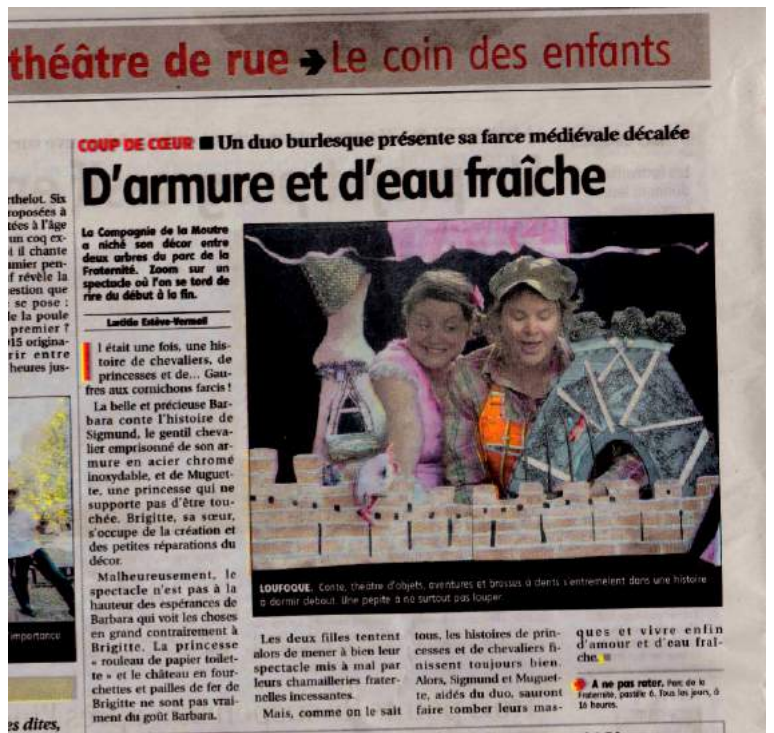 théâtre de rue ➔ Le coin des enfants
COUP DE CŒUR ■ Un duo burlesque présente sa farce médiévale décalée
D'armure et d'eau fraîche
rthelot. Six
roposées à
tées à l'âge
un coq ex-
t il chante
umier pen-
f révèle la
estion que
se pose :
le la poule
premier ?
15 origina-
rir entre
heures jus-
La Compagnie de la Moutre
a niché son décor entre
deux arbres du parc de la
Fraternité. Zoom sur un
spectacle où l'on se tord de
rire du début à la fin.
Laetitia Estève-Vermeil
Il était une fois, une his-
toire de chevaliers, de
princesses et de... Gau-
fres aux cornichons farcis !
La belle et précieuse Bar-
bara conte l'histoire de
Sigmund, le gentil cheva-
lier emprisonné de son ar-
mure en acier chromé
inoxydable, et de Muguet-
te, une princesse qui ne
supporte pas d'être tou-
chée. Brigitte, sa sœur,
s'occupe de la création et
des petites réparations du
décor.
Malheureusement, le
spectacle n'est pas à la
hauteur des espérances de
Barbara qui voit les choses
en grand contrairement à
Brigitte. La princesse
« rouleau de papier toilet-
te » et le château en four-
chettes et pailles de fer de
Brigitte ne sont pas vrai-
ment du goût Barbara.
LOUFOQUE. Conte, théâtre d'objets, aventures et brosses à dents s'entremêlent dans une histoire
à dormir debout. Une pépite à ne surtout pas louper.
Les deux filles tentent
alors de mener à bien leur
spectacle mis à mal par
leurs chamailleries frater-
nelles incessantes.
Mais, comme on le sait
tous, les histoires de prin-
cesses et de chevaliers fi-
nissent toujours bien.
Alors, Sigmund et Muguet-
te, aidés du duo, sauront
faire tomber leurs mas-
ques et vivre enfin
d'amour et d'eau fraî-
che. ■
➔ A ne pas rater. Parc de la
Fraternité, pastille 6. Tous les jours, à
16 heures.
importance
es dites,